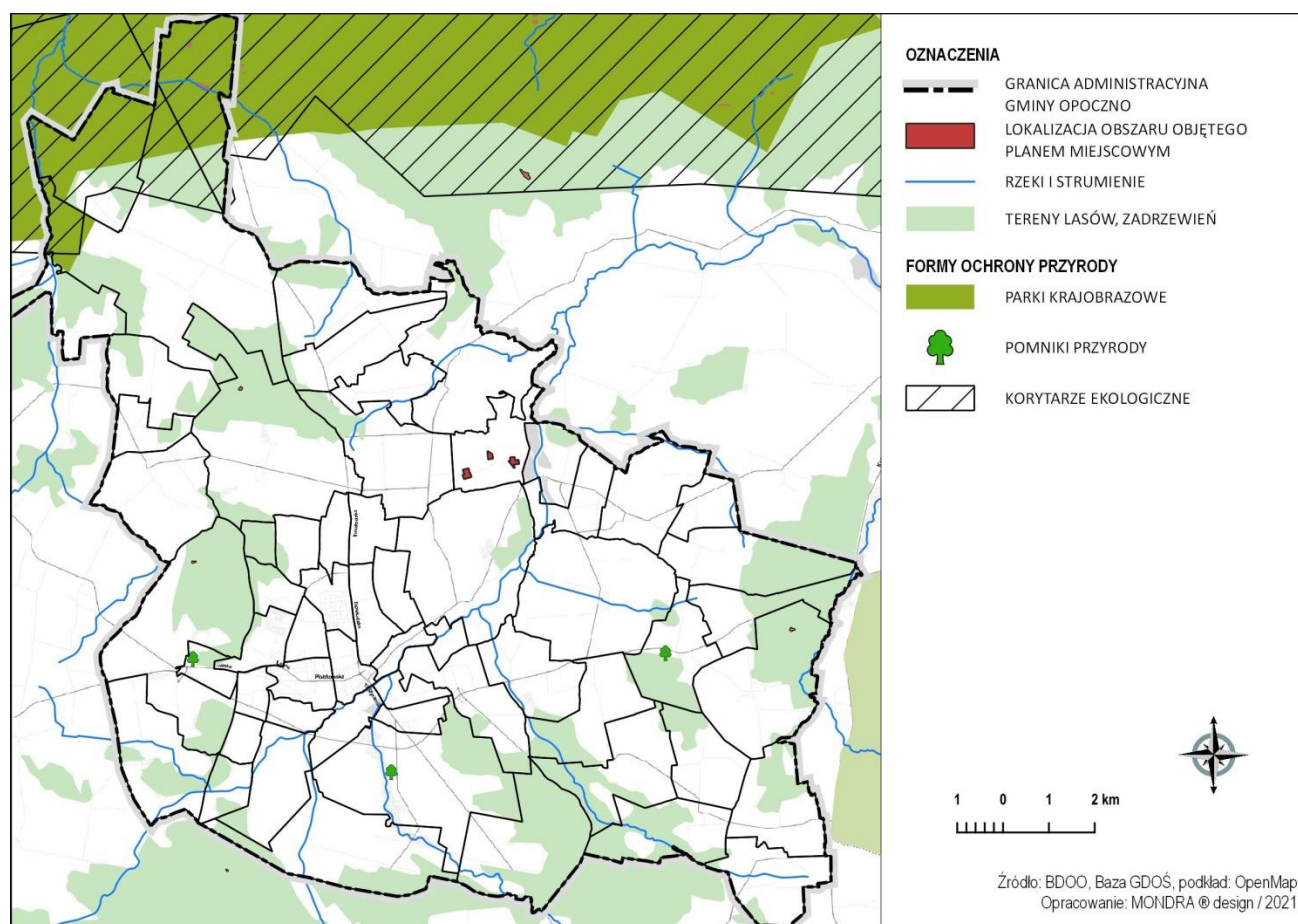 OZNACZENIA
GRANICA ADMINISTRACYJNA
GMINY OPOCZNO
LOKALIZACJA OBSZARU OBJĘTEGO
PLANEM MIEJSCOWYM
RZEKI I STRUMIENIE
TERENY LASÓW, ZADRZEWIEŃ
FORMY OCHRONY PRZYRODY
PARKI KRAJOBRAZOWE
POMNIKI PRZYRODY
KORYTARZE EKOLOGICZNE
1 0 1 2 km
Źródło: BDOO, Baza GDOŚ, podkład: OpenMap
Opracowanie: MONDRA ® design / 2021